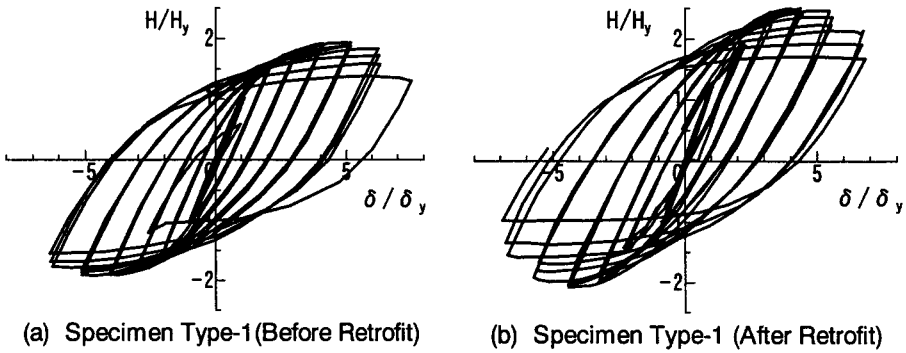 H/Hy
2
0
-5
5
δ / δy
-2
(a) Specimen Type-1(Before Retrofit)
H/Hy
2
1
0
-5
5
δ / δy
-2
(b) Specimen Type-1 (After Retrofit)